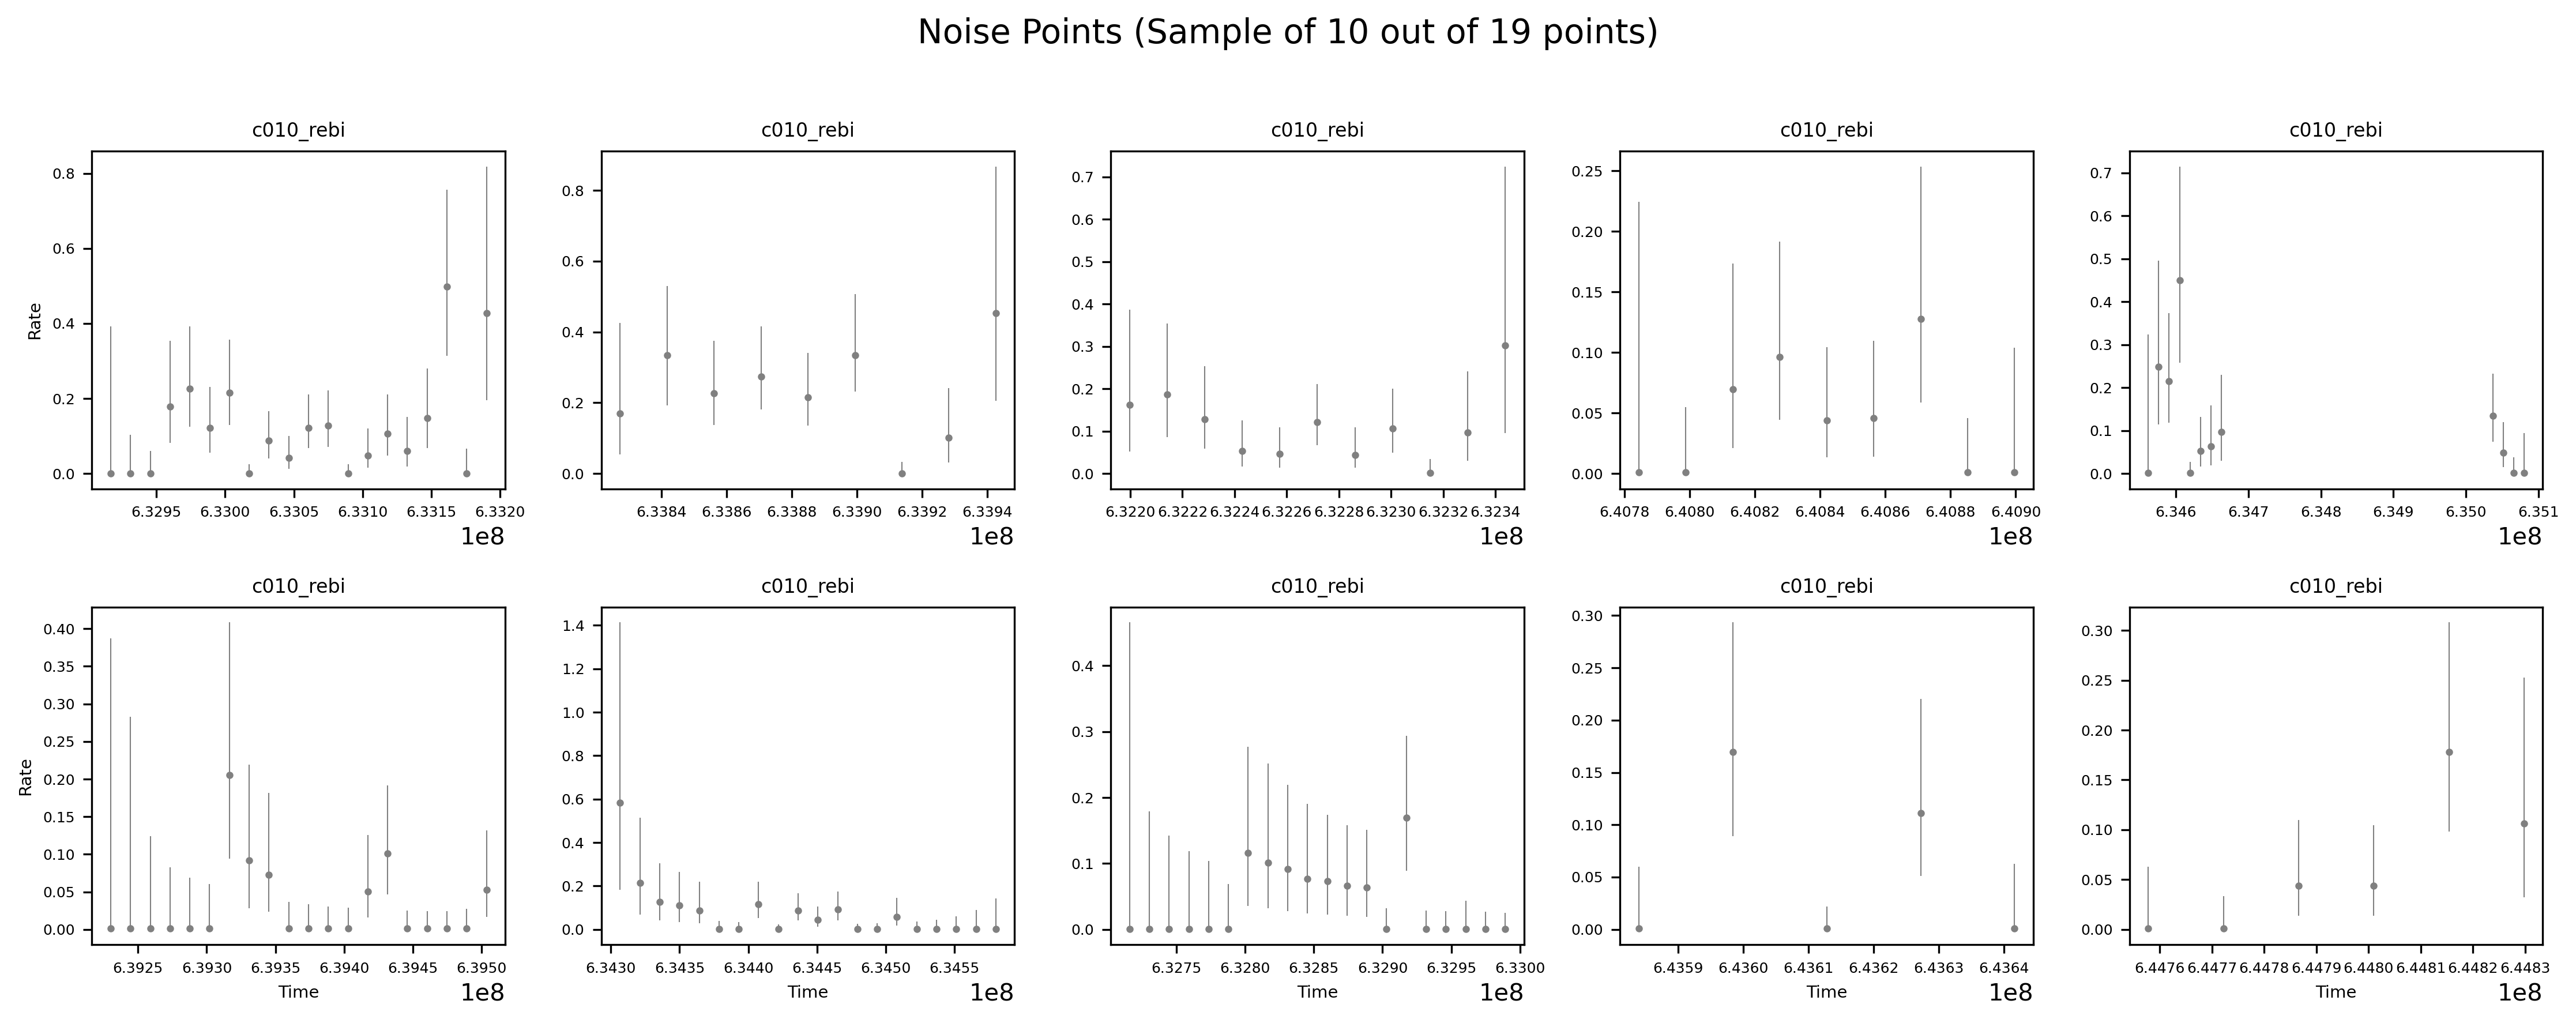 Noise Points (Sample of 10 out of 19 points)
c010_rebi c010_rebi c010_rebi c010_rebi c010_rebi
Rate
0.8 0.6 0.4 0.2 0.0
6.3295 6.3300 6.3305 6.3310 6.3315 6.3320
1e8
0.8 0.6 0.4 0.2 0.0
6.3384 6.3386 6.3388 6.3390 6.3392 6.3394
1e8
0.7 0.6 0.5 0.4 0.3 0.2 0.1 0.0
6.3220 6.3222 6.3224 6.3226 6.3228 6.3230 6.3232 6.3234
1e8
0.25 0.20 0.15 0.10 0.05 0.00
6.4078 6.4080 6.4082 6.4084 6.4086 6.4088 6.4090
1e8
0.7 0.6 0.5 0.4 0.3 0.2 0.1 0.0
6.346 6.347 6.348 6.349 6.350 6.351
1e8
c010_rebi c010_rebi c010_rebi c010_rebi c010_rebi
Rate
0.40 0.35 0.30 0.25 0.20 0.15 0.10 0.05 0.00
6.3925 6.3930 6.3935 6.3940 6.3945 6.3950
Time 1e8
1.4 1.2 1.0 0.8 0.6 0.4 0.2 0.0
6.3430 6.3435 6.3440 6.3445 6.3450 6.3455
Time 1e8
0.4 0.3 0.2 0.1 0.0
6.3275 6.3280 6.3285 6.3290 6.3295 6.3300
Time 1e8
0.30 0.25 0.20 0.15 0.10 0.05 0.00
6.4359 6.4360 6.4361 6.4362 6.4363 6.4364
Time 1e8
0.30 0.25 0.20 0.15 0.10 0.05 0.00
6.4476 6.4477 6.4478 6.4479 6.4480 6.4481 6.4482 6.4483
Time 1e8